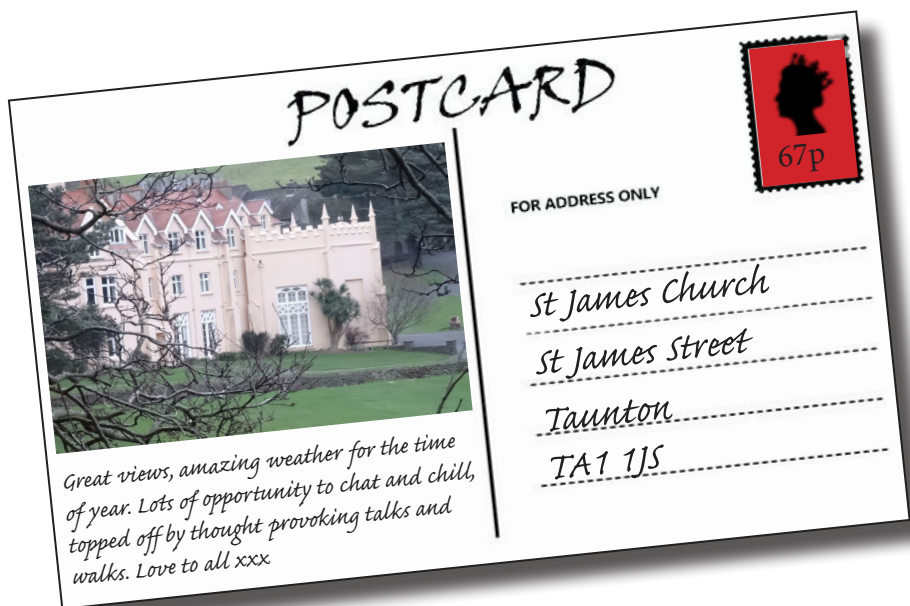 POSTCARD
67p
FOR ADDRESS ONLY
St James Church
St James Street
Taunton
TA1 1JS
Great views, amazing weather for the time
of year. Lots of opportunity to chat and chill,
topped off by thought provoking talks and
walks. Love to all xxx